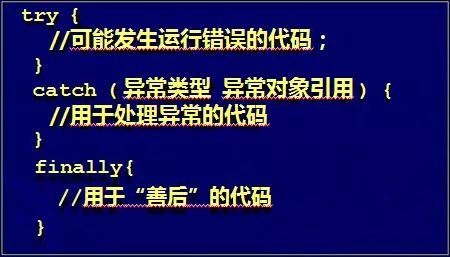 try {
//可能发生运行错误的代码；
}
catch（异常类型 异常对象引用）{
//用于处理异常的代码
}
finally{
//用于“善后”的代码
}